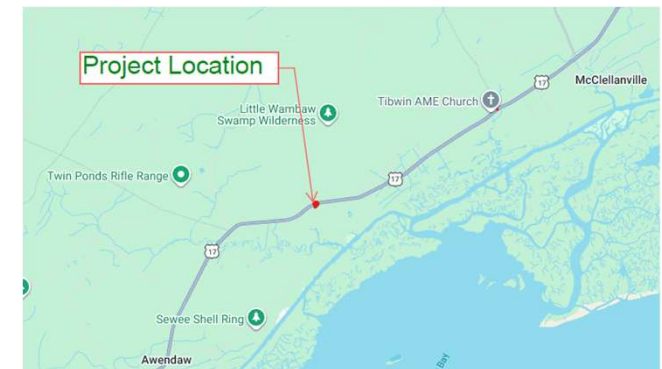 Project Location
17
McClellanville
Tibwin AME Church
Little Wambaw
Swamp Wilderness
Twin Ponds Rifle Range
17
17
Sewee Shell Ring
Awendaw
Bay